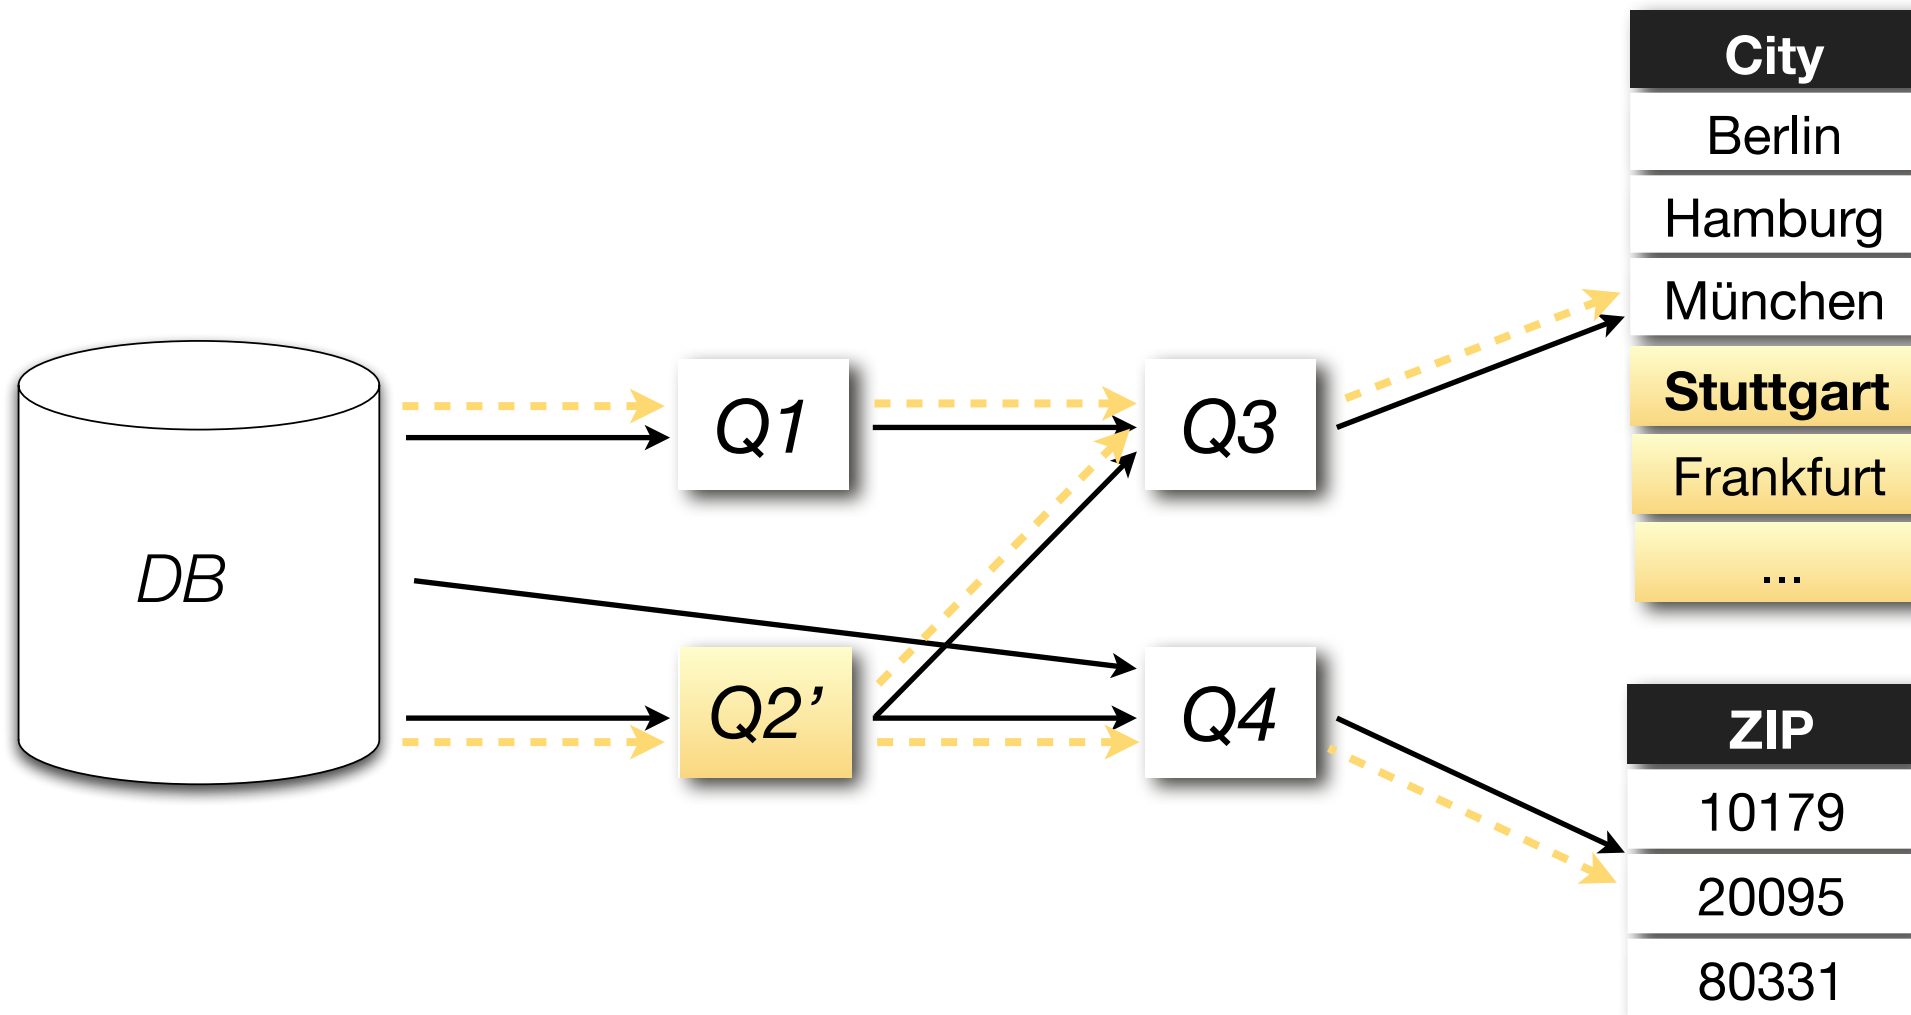 City
Berlin
Hamburg
München
Stuttgart
Frankfurt
...
DB
Q1
Q3
Q2’
Q4
ZIP
10179
20095
80331